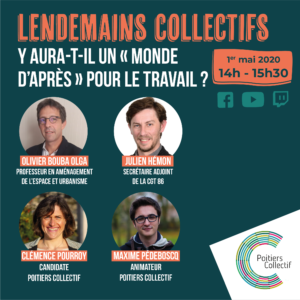 LENDEMAINS COLLECTIFS
Y AURA-T-IL UN « MONDE
D'APRÈS » POUR LE TRAVAIL ?
1er mai 2020
14h - 15h30
OLIVIER BOUBA OLGA
PROFESSEUR EN AMÉNAGEMENT
DE L'ESPACE ET URBANISME
JULIEN HÉMON
SECRÉTAIRE ADJOINT
DE LA CGT 86
CLÉMENCE POURROY
CANDIDATE
POITIERS COLLECTIF
MAXIME PÉDEBOSCQ
ANIMATEUR
POITIERS COLLECTIF
Poitiers
Collectif